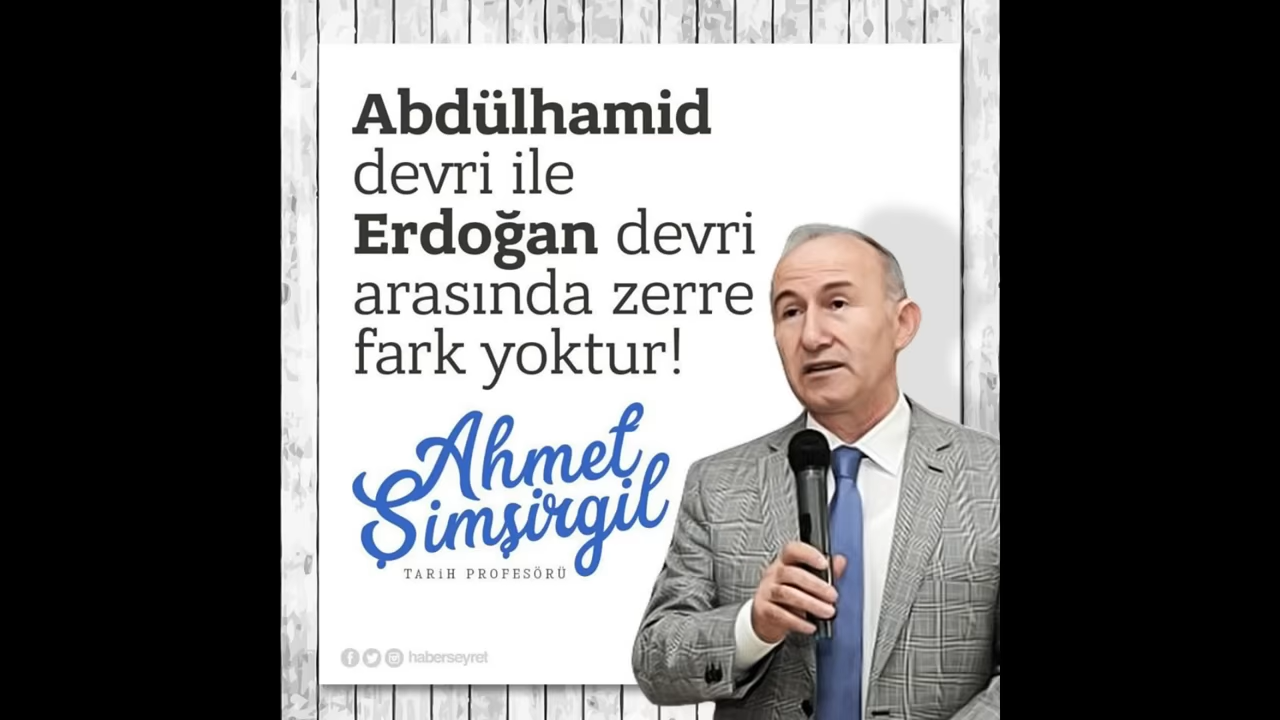 Abdülhamid
devri ile
Erdoğan devri
arasında zerre
fark yoktur!
Ahmet
Şimşirgil
TARİH PROFESÖRÜ
haberseyret